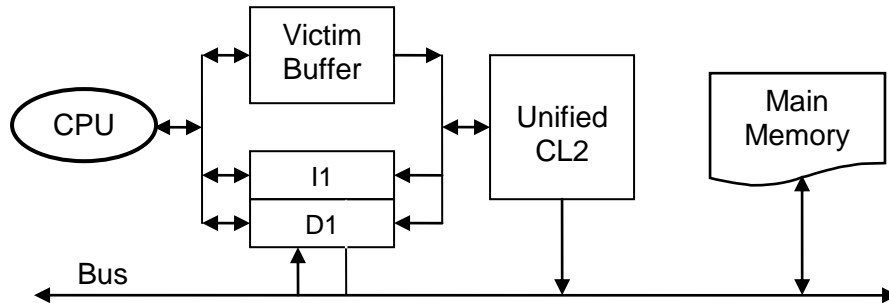 Victim
Buffer
CPU
Unified
CL2
Main
Memory
I1
D1
Bus